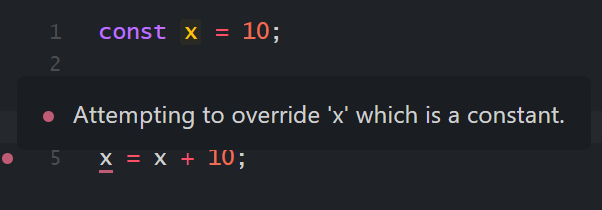 1 const x = 10;
2
Attempting to override 'x' which is a constant.
5 x = x + 10;